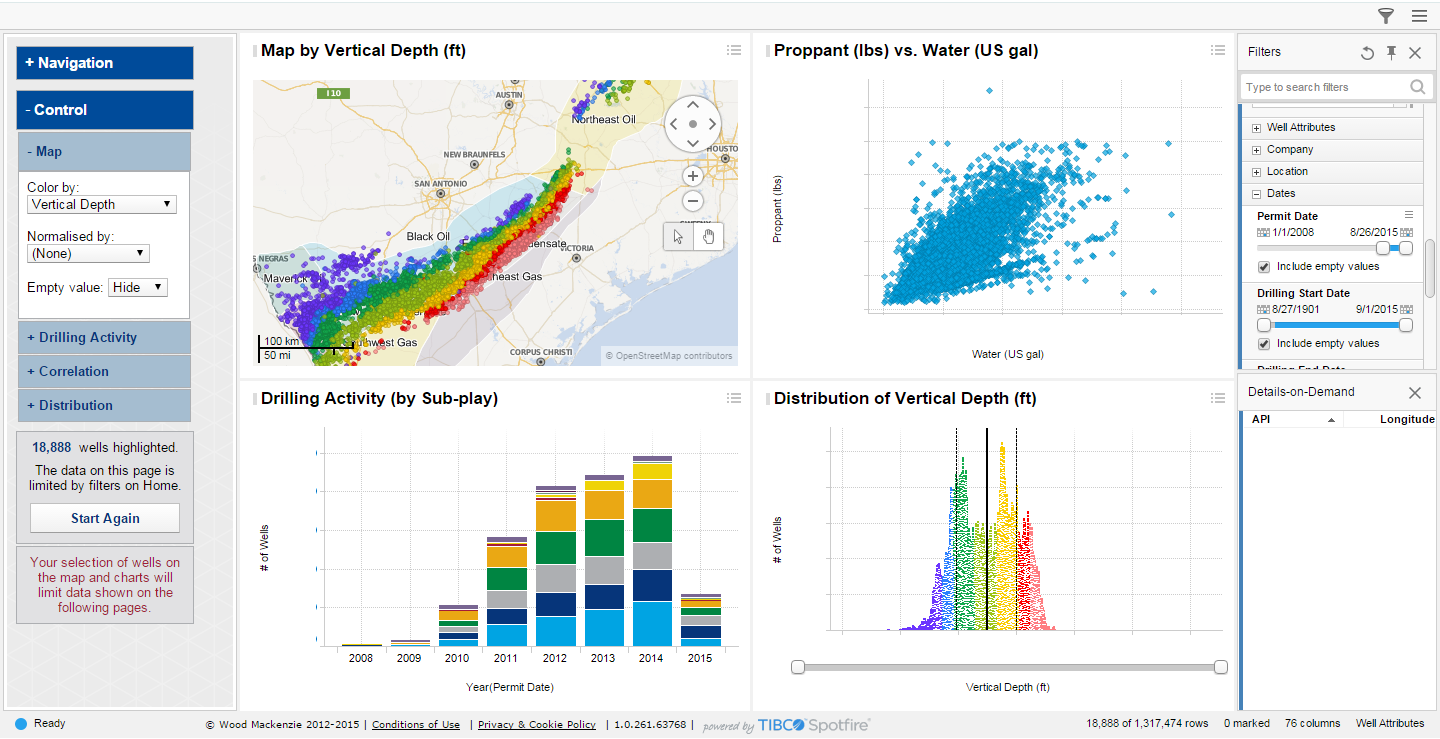 + Navigation
- Control
- Map
Color by:
Vertical Depth
Normalised by:
(None)
Empty value: Hide
+ Drilling Activity
+ Correlation
+ Distribution
18,888 wells highlighted.
The data on this page is
limited by filters on Home.
Start Again
Your selection of wells on
the map and charts will
limit data shown on the
following pages.
Map by Vertical Depth (ft)
I 10
AUSTIN
Northeast Oil
HOUSTO
NEW BRAUNFELS
SAN ANTONIO
Black Oil
densate
VICTORIA
S NEGRAS
Maverick
heast Gas
100 km
50 mi
hwest Gas
CORPUS CHRISTI
© OpenStreetMap contributors
Proppant (lbs) vs. Water (US gal)
Proppant (lbs)
Water (US gal)
Drilling Activity (by Sub-play)
# of Wells
2008 2009 2010 2011 2012 2013 2014 2015
Year(Permit Date)
Distribution of Vertical Depth (ft)
# of Wells
Vertical Depth (ft)
Filters
Type to search filters
Well Attributes
Company
Location
Dates
Permit Date
1/1/2008 8/26/2015
Include empty values
Drilling Start Date
8/27/1901 9/1/2015
Include empty values
Drilling End Date
Details-on-Demand
API Longitude
Ready
© Wood Mackenzie 2012-2015 | Conditions of Use | Privacy & Cookie Policy | 1.0.261.63768 | powered by TIBCO Spotfire®
18,888 of 1,317,474 rows 0 marked 76 columns Well Attributes